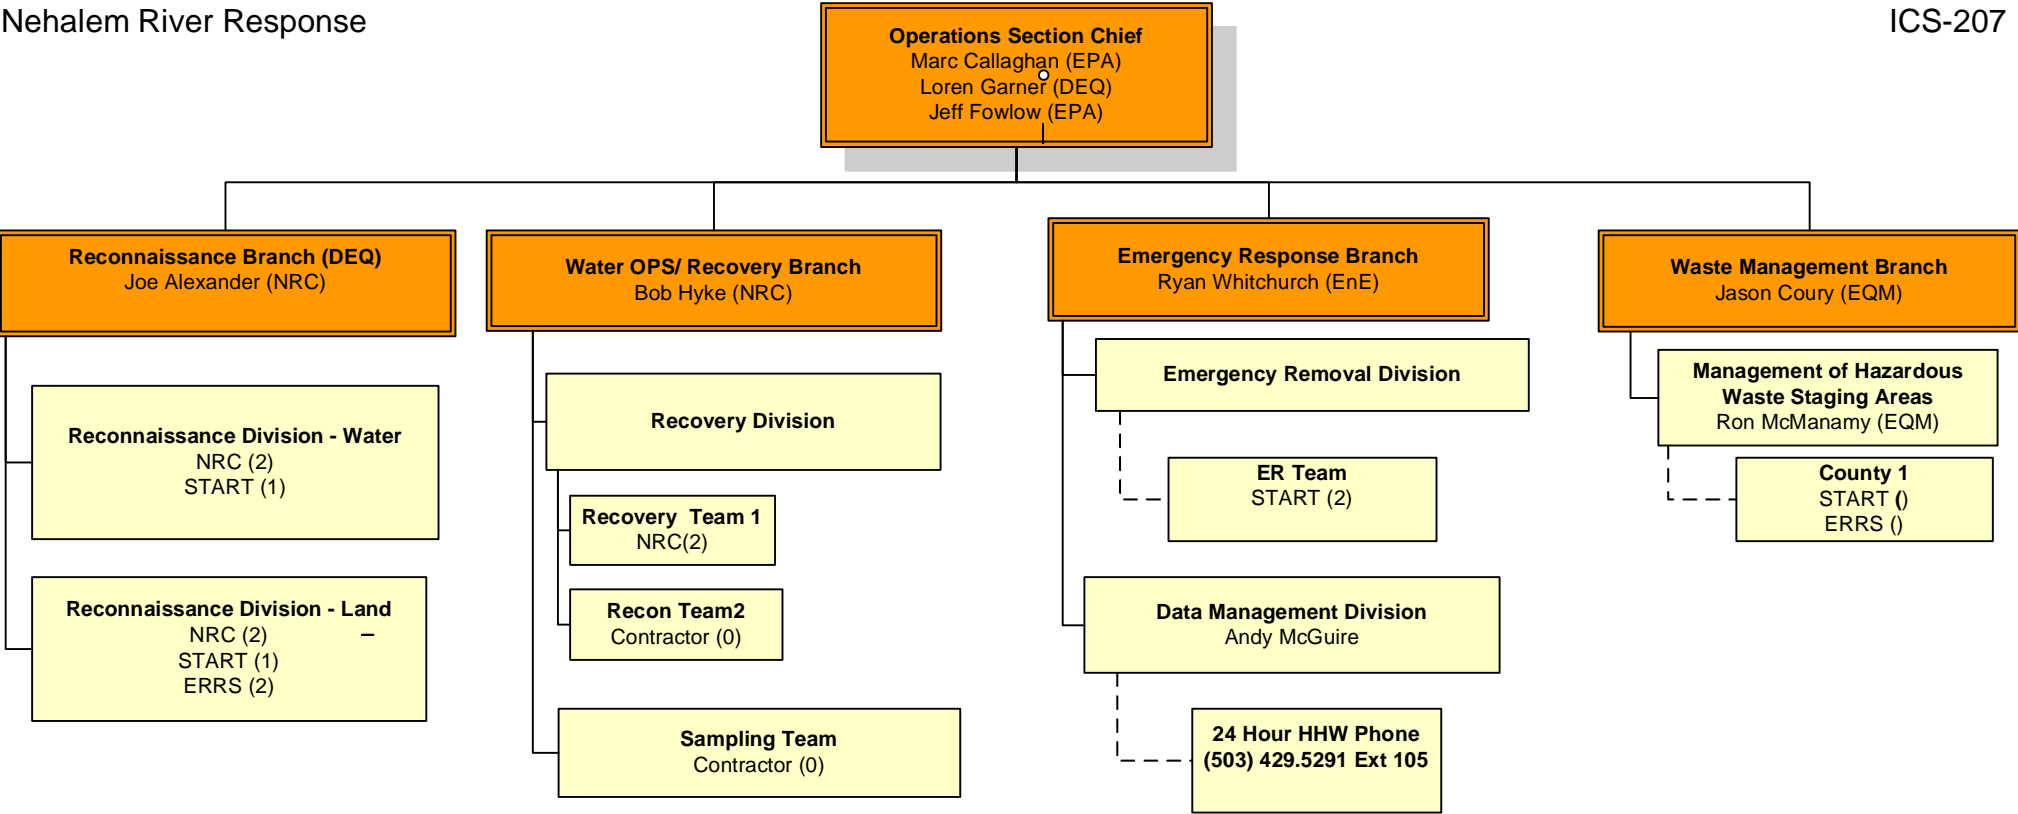 Nehalem River Response
ICS-207
Operations Section Chief
Marc Callaghan (EPA)
Loren Garner (DEQ)
Jeff Fowlow (EPA)
Reconnaissance Branch (DEQ)
Joe Alexander (NRC)
Reconnaissance Division - Water
NRC (2)
START (1)
Reconnaissance Division - Land
NRC (2) –
START (1)
ERRS (2)
Water OPS/ Recovery Branch
Bob Hyke (NRC)
Recovery Division
Recovery  Team 1
NRC(2)
Recon Team2
Contractor (0)
Sampling Team
Contractor (0)
Emergency Response Branch
Ryan Whitchurch (EnE)
Emergency Removal Division
ER Team
START (2)
Data Management Division
Andy McGuire
24 Hour HHW Phone
(503) 429.5291 Ext 105
Waste Management Branch
Jason Coury (EQM)
Management of Hazardous
Waste Staging Areas
Ron McManamy (EQM)
County 1
START ()
ERRS ()